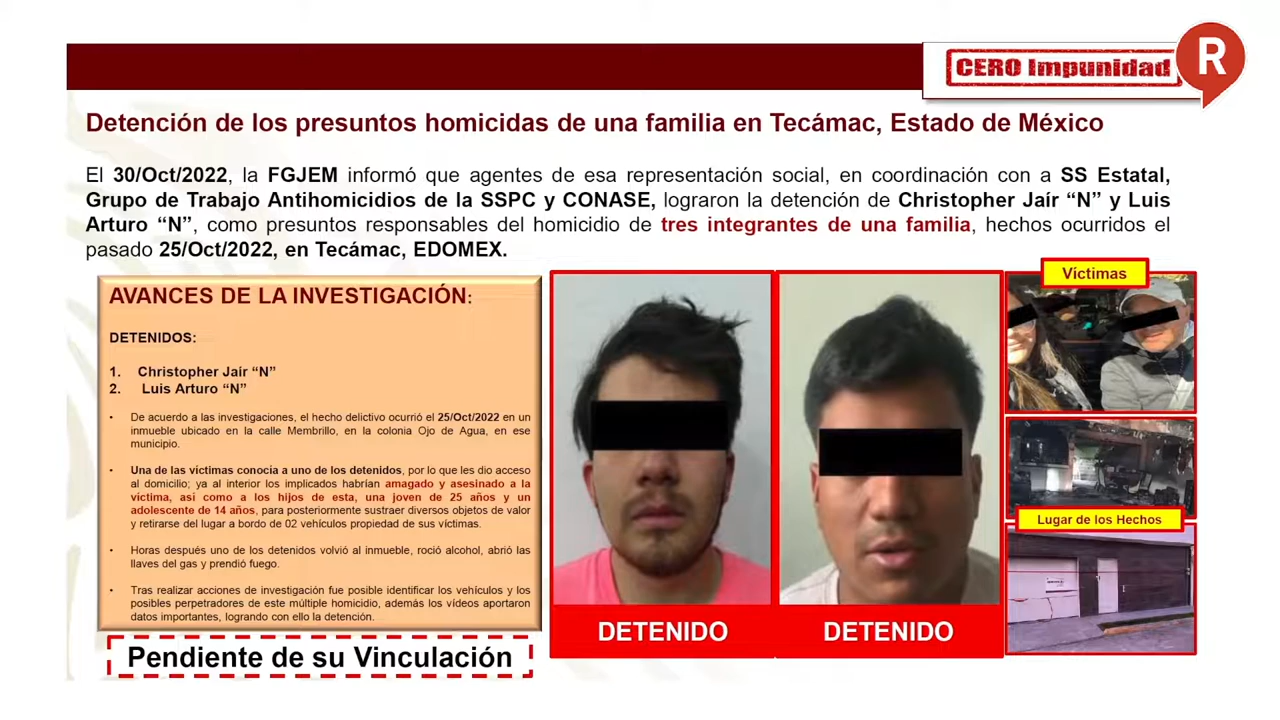 CERO Impunidad
R
Detención de los presuntos homicidas de una familia en Tecámac, Estado de México
El 30/Oct/2022, la FGJEM informó que agentes de esa representación social, en coordinación con a SS Estatal,
Grupo de Trabajo Antihomicidios de la SSPC y CONASE, lograron la detención de Christopher Jaír “N” y Luis
Arturo “N”, como presuntos responsables del homicidio de tres integrantes de una familia, hechos ocurridos el
pasado 25/Oct/2022, en Tecámac, EDOMEX.
AVANCES DE LA INVESTIGACIÓN:
DETENIDOS:
1. Christopher Jaír “N”
2. Luis Arturo “N”
• De acuerdo a las investigaciones, el hecho delictivo ocurrió el 25/Oct/2022 en un
inmueble ubicado en la calle Membrillo, en la colonia Ojo de Agua, en ese
municipio.
• Una de las víctimas conocía a uno de los detenidos, por lo que les dio acceso
al domicilio; ya al interior los implicados habrían amagado y asesinado a la
víctima, así como a los hijos de esta, una joven de 25 años y un
adolescente de 14 años, para posteriormente sustraer diversos objetos de valor
y retirarse del lugar a bordo de 02 vehículos propiedad de sus víctimas.
• Horas después uno de los detenidos volvió al inmueble, roció alcohol, abrió las
llaves del gas y prendió fuego.
• Tras realizar acciones de investigación fue posible identificar los vehículos y los
posibles perpetradores de este múltiple homicidio, además los vídeos aportaron
datos importantes, logrando con ello la detención.
Pendiente de su Vinculación
DETENIDO
DETENIDO
Víctimas
Lugar de los Hechos